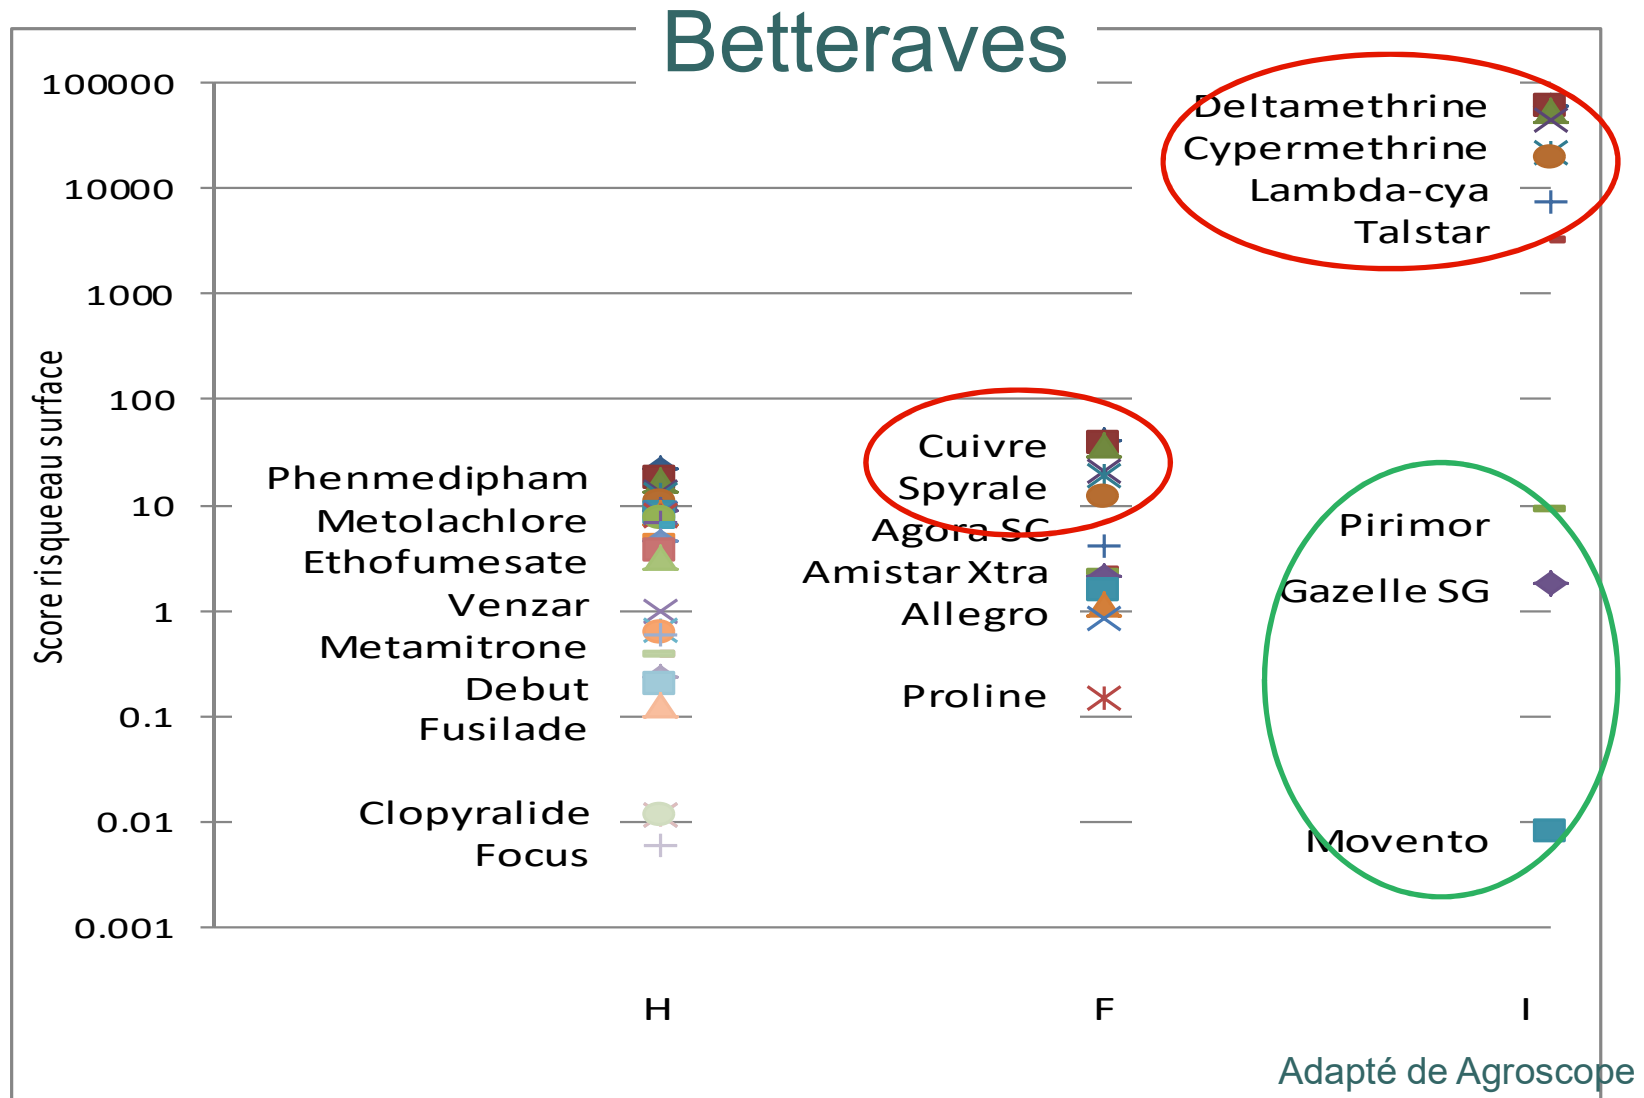 Betteraves
100000
10000
1000
100
10
1
0.1
0.01
0.001
Score risqueeau surface
Phenmedipham
Metolachlore
Ethofumesate
Venzar
Metamitrone
Debut
Fusilade
Clopyralide
Focus
Cuivre
Spyrale
Agora SC
Amistar Xtra
Allegro
Proline
Deltamethrine
Cypermethrine
Lambda-cya
Talstar
Pirimor
Gazelle SG
Movento
H
F
I
Adapté de Agroscope